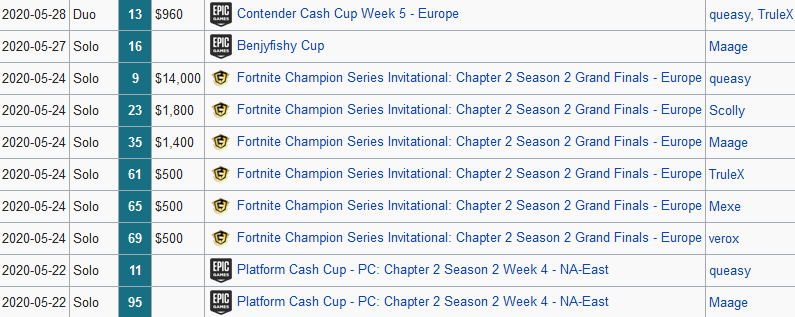 2020-05-28 Duo 13 $960 EPIC GAMES Contender Cash Cup Week 5 - Europe queasy, TruleX
2020-05-27 Solo 16 EPIC GAMES Benjyfishy Cup Maage
2020-05-24 Solo 9 $14,000 Fortnite Champion Series Invitational: Chapter 2 Season 2 Grand Finals - Europe queasy
2020-05-24 Solo 23 $1,800 Fortnite Champion Series Invitational: Chapter 2 Season 2 Grand Finals - Europe Scolly
2020-05-24 Solo 35 $1,400 Fortnite Champion Series Invitational: Chapter 2 Season 2 Grand Finals - Europe Maage
2020-05-24 Solo 61 $500 Fortnite Champion Series Invitational: Chapter 2 Season 2 Grand Finals - Europe TruleX
2020-05-24 Solo 65 $500 Fortnite Champion Series Invitational: Chapter 2 Season 2 Grand Finals - Europe Mexe
2020-05-24 Solo 69 $500 Fortnite Champion Series Invitational: Chapter 2 Season 2 Grand Finals - Europe verox
2020-05-22 Solo 11 EPIC GAMES Platform Cash Cup - PC: Chapter 2 Season 2 Week 4 - NA-East queasy
2020-05-22 Solo 95 EPIC GAMES Platform Cash Cup - PC: Chapter 2 Season 2 Week 4 - NA-East Maage